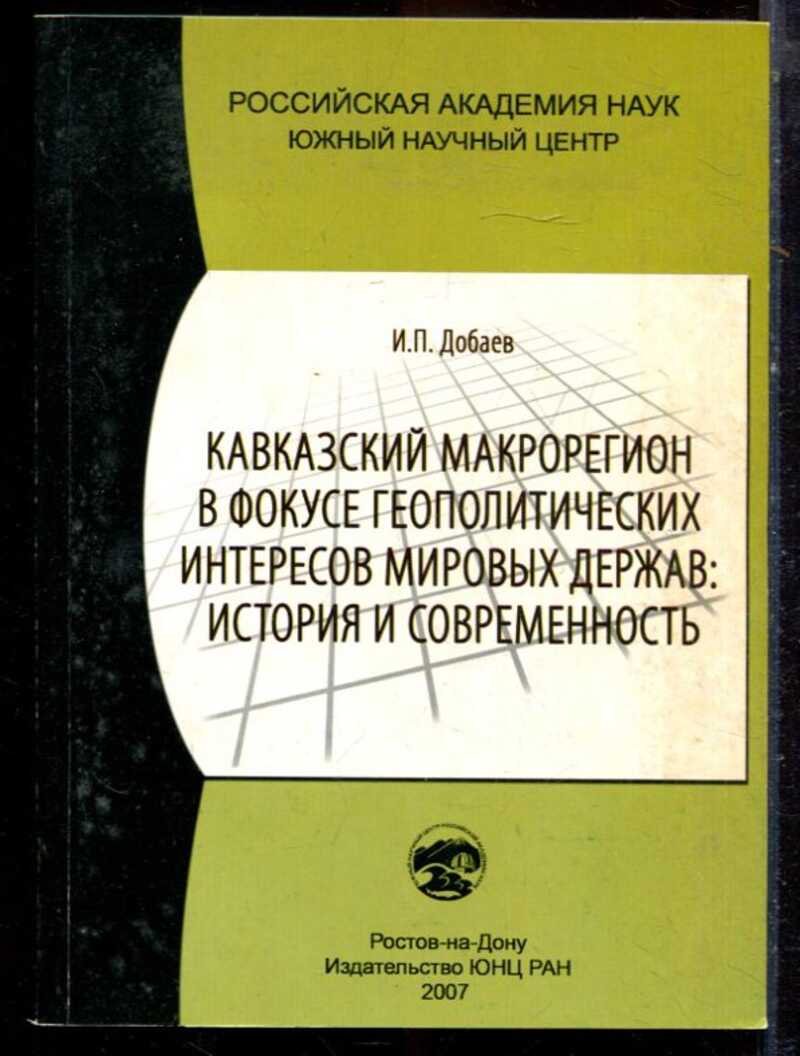 РОССИЙСКАЯ АКАДЕМИЯ НАУК
ЮЖНЫЙ НАУЧНЫЙ ЦЕНТР
И.П. Добаев
КАВКАЗСКИЙ МАКРОРЕГИОН
В ФОКУСЕ ГЕОПОЛИТИЧЕСКИХ
ИНТЕРЕСОВ МИРОВЫХ ДЕРЖАВ:
ИСТОРИЯ И СОВРЕМЕННОСТЬ
Ростов-на-Дону
Издательство ЮНЦ РАН
2007